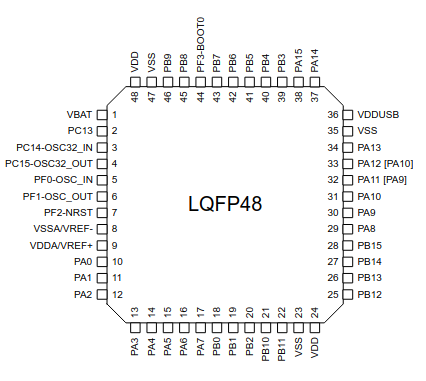 VDD
VSS
PB9
PB8
PF3-BOOT0
PB7
PB6
PB5
PB4
PB3
PA15
PA14
48 47 46 45 44 43 42 41 40 39 38 37
VBAT 1
PC13 2
PC14-OSC32_IN 3
PC15-OSC32_OUT 4
PF0-OSC_IN 5
PF1-OSC_OUT 6
PF2-NRST 7
VSSA/VREF- 8
VDDA/VREF+ 9
PA0 10
PA1 11
PA2 12
LQFP48
36 VDDUSB
35 VSS
34 PA13
33 PA12 [PA10]
32 PA11 [PA9]
31 PA10
30 PA9
29 PA8
28 PB15
27 PB14
26 PB13
25 PB12
13 14 15 16 17 18 19 20 21 22 23 24
PA3
PA4
PA5
PA6
PA7
PB0
PB1
PB2
PB10
PB11
VSS
VDD